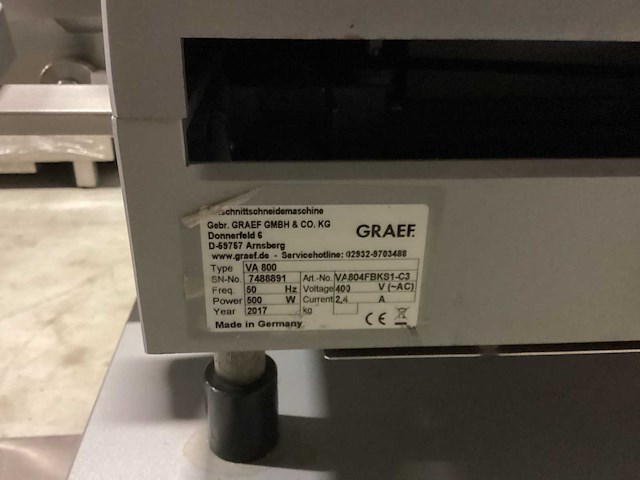 schnittschneidemaschine
Gebr. GRAEF GMBH & CO. KG
Donnerfeld 6
D-59757 Arnsberg
www.graef.de - Servicehotline: 02932-9703488
GRAEF
Type VA 800
SN-No. 7488891 Art.-No. VA804FBKS1-C3
Freq. 50 Hz Voltage 400 V (~AC)
Power 500 W Current 2,4 A
Year 2017 kg
Made in Germany CE